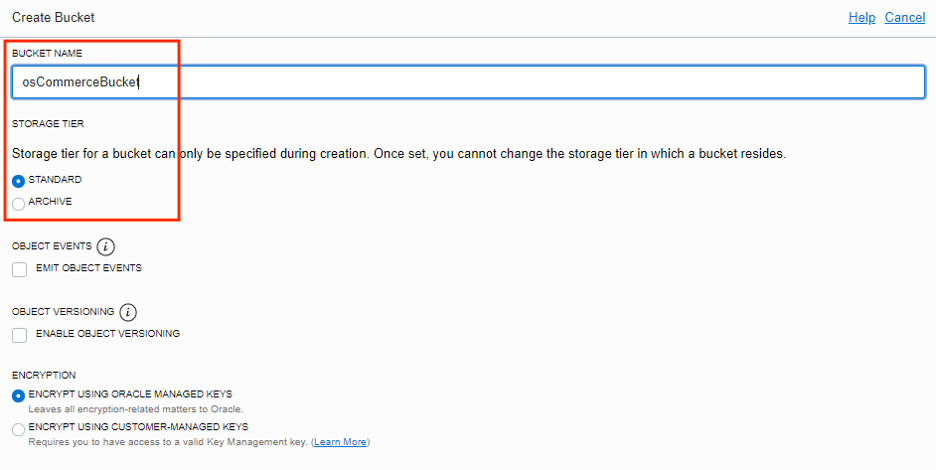 Create Bucket Help Cancel
BUCKET NAME
osCommerceBucket
STORAGE TIER
Storage tier for a bucket can only be specified during creation. Once set, you cannot change the storage tier in which a bucket resides.
STANDARD
ARCHIVE
OBJECT EVENTS i
EMIT OBJECT EVENTS
OBJECT VERSIONING i
ENABLE OBJECT VERSIONING
ENCRYPTION
ENCRYPT USING ORACLE MANAGED KEYS
Leaves all encryption-related matters to Oracle.
ENCRYPT USING CUSTOMER-MANAGED KEYS
Requires you to have access to a valid Key Management key. (Learn More)